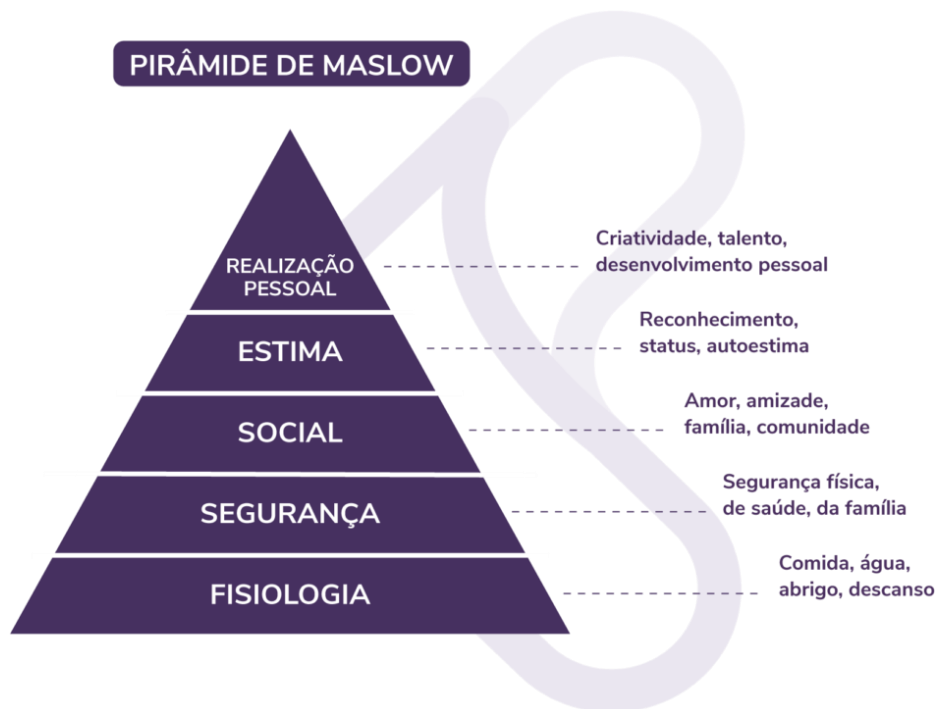 PIRÂMIDE DE MASLOW
REALIZAÇÃO
PESSOAL
Criatividade, talento,
desenvolvimento pessoal
ESTIMA
Reconhecimento,
status, autoestima
SOCIAL
Amor, amizade,
família, comunidade
SEGURANÇA
Segurança física,
de saúde, da família
FISIOLOGIA
Comida, água,
abrigo, descanso